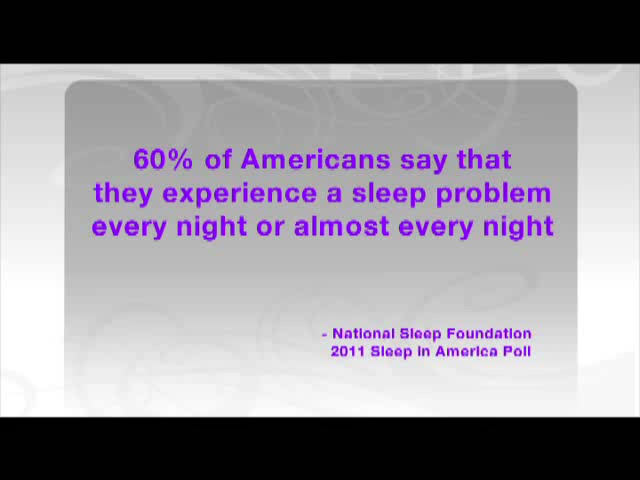 60% of Americans say that
they experience a sleep problem
every night or almost every night
- National Sleep Foundation
2011 Sleep in America Poll